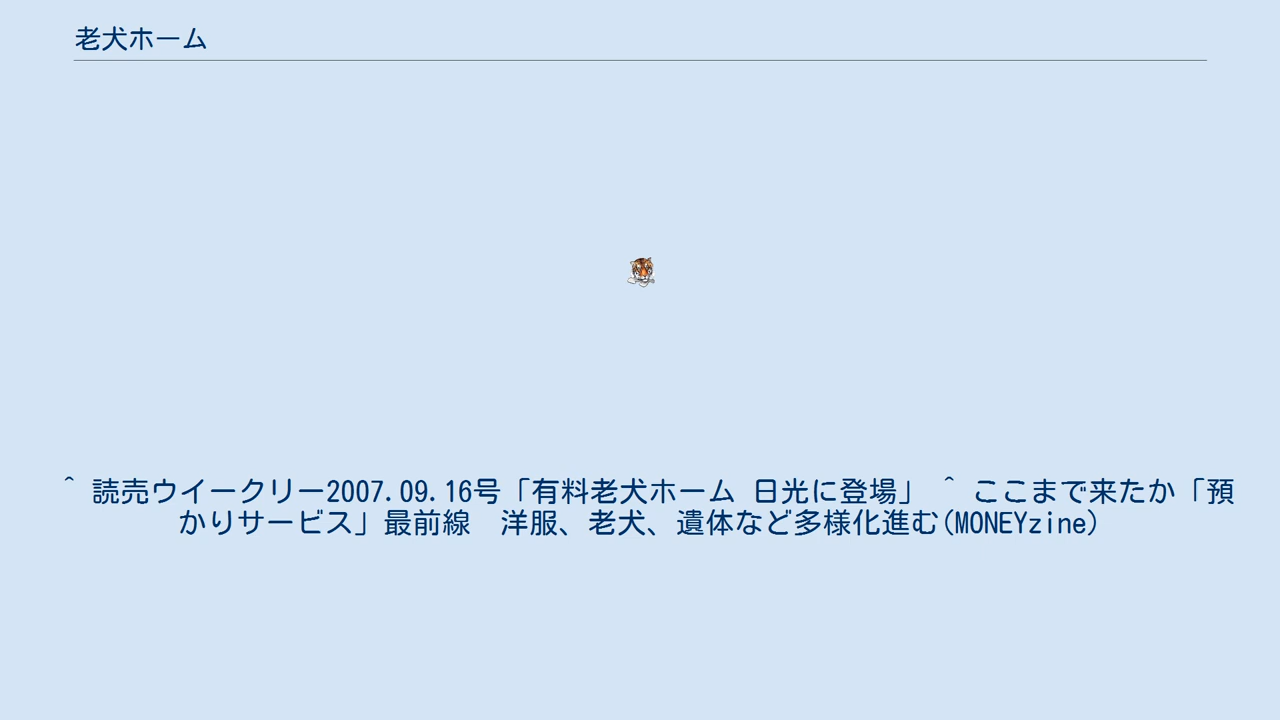 老犬ホーム
^ 読売ウイークリー2007.09.16号「有料老犬ホーム 日光に登場」 ^ ここまで来たか「預
かりサービス」最前線　洋服、老犬、遺体など多様化進む(MONEYzine)